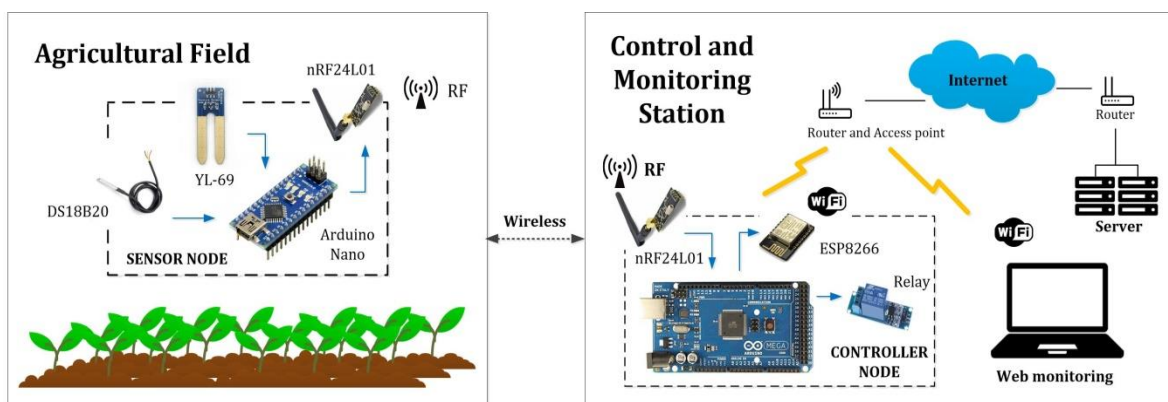 Agricultural Field
nRF24L01
RF
YL-69
DS18B20
Arduino
Nano
SENSOR NODE
Wireless
Control and
Monitoring
Station
Internet
Router and Access point
Router
Server
RF
nRF24L01
WiFi
ESP8266
Relay
ARDUINO
MEGA
CONTROLLER
NODE
WiFi
Web monitoring